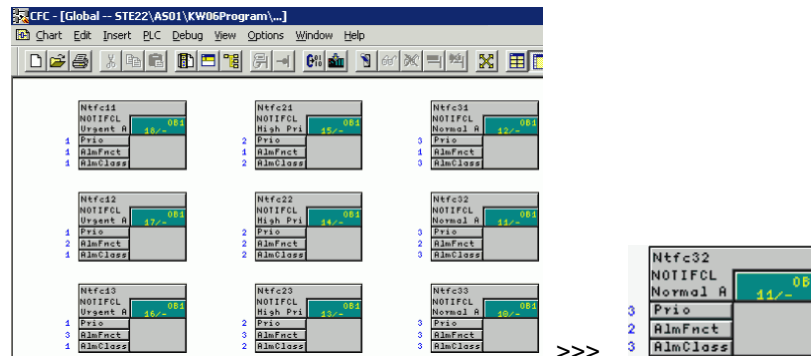 CFC - [Global -- STE22\AS01\KW06Program\...]
Chart Edit Insert PLC Debug View Options Window Help
Ntfc11
NOTIFCL
Urgent A
OB1
18/-
1 Prio
1 AlmFnct
1 AlmClass
Ntfc21
NOTIFCL
High Pri
OB1
15/-
2 Prio
1 AlmFnct
2 AlmClass
Ntfc31
NOTIFCL
Normal A
OB1
12/-
3 Prio
1 AlmFnct
3 AlmClass
Ntfc12
NOTIFCL
Urgent A
OB1
17/-
1 Prio
2 AlmFnct
1 AlmClass
Ntfc22
NOTIFCL
High Pri
OB1
14/-
2 Prio
2 AlmFnct
2 AlmClass
Ntfc32
NOTIFCL
Normal A
OB1
11/-
3 Prio
2 AlmFnct
3 AlmClass
Ntfc13
NOTIFCL
Urgent A
OB1
16/-
1 Prio
3 AlmFnct
1 AlmClass
Ntfc23
NOTIFCL
High Pri
OB1
13/-
2 Prio
3 AlmFnct
2 AlmClass
Ntfc33
NOTIFCL
Normal A
OB1
10/-
3 Prio
3 AlmFnct
3 AlmClass
>>>
Ntfc32
NOTIFCL
Normal A
OB
11/-
3 Prio
2 AlmFnct
3 AlmClass